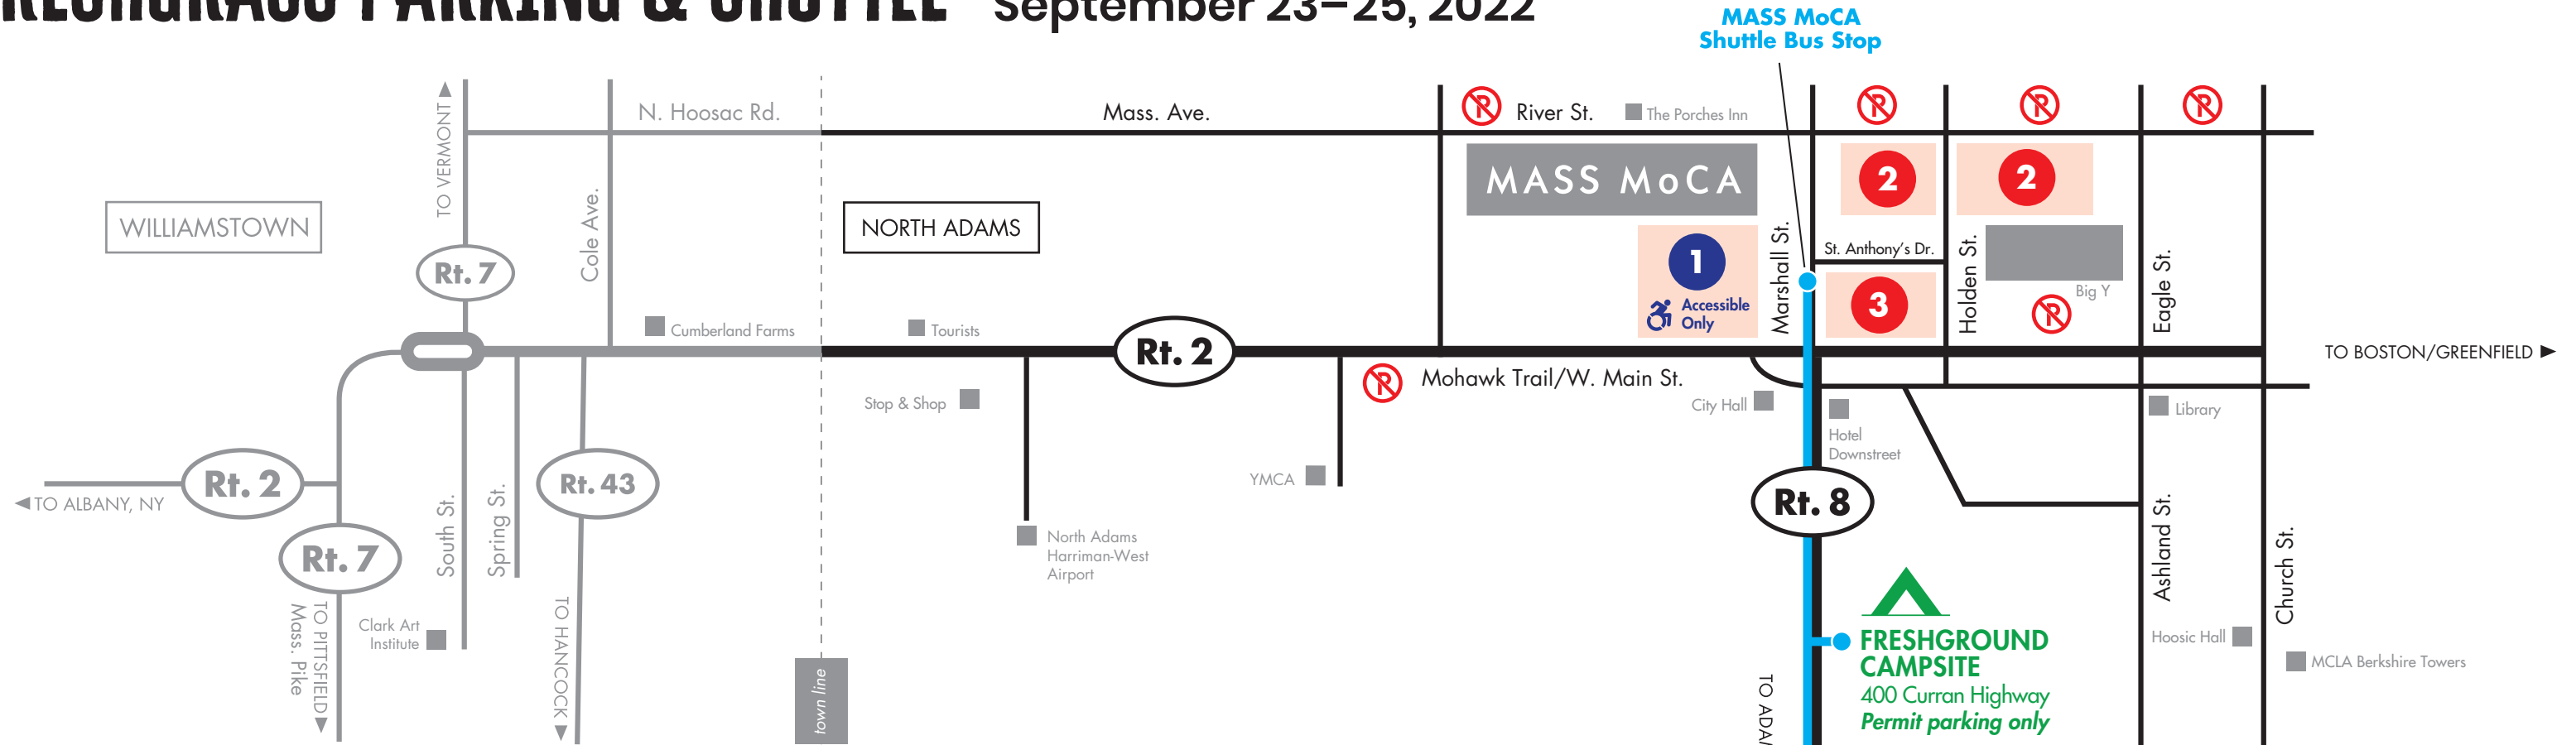 RESHGRASS PARKING & SHUTTLE September 23–25, 2022
MASS MoCA
Shuttle Bus Stop
TO VERMONT
N. Hoosac Rd.
Mass. Ave.
River St.
The Porches Inn
MASS MoCA
2
2
WILLIAMSTOWN
NORTH ADAMS
Cole Ave.
Rt. 7
1
Accessible
Only
Marshall St.
St. Anthony's Dr.
3
Holden St.
Big Y
Eagle St.
Cumberland Farms
Tourists
Rt. 2
Mohawk Trail/W. Main St.
TO BOSTON/GREENFIELD
Stop & Shop
City Hall
Hotel
Downstreet
Library
Rt. 2
TO ALBANY, NY
Rt. 7
South St.
Spring St.
Rt. 43
YMCA
Rt. 8
North Adams
Harriman-West
Airport
Ashland St.
Church St.
TO PITTSFIELD
Mass. Pike
Clark Art
Institute
TO HANCOCK
town line
FRESHGROUND
CAMPSITE
400 Curran Highway
Permit parking only
Hoosic Hall
MCLA Berkshire Towers